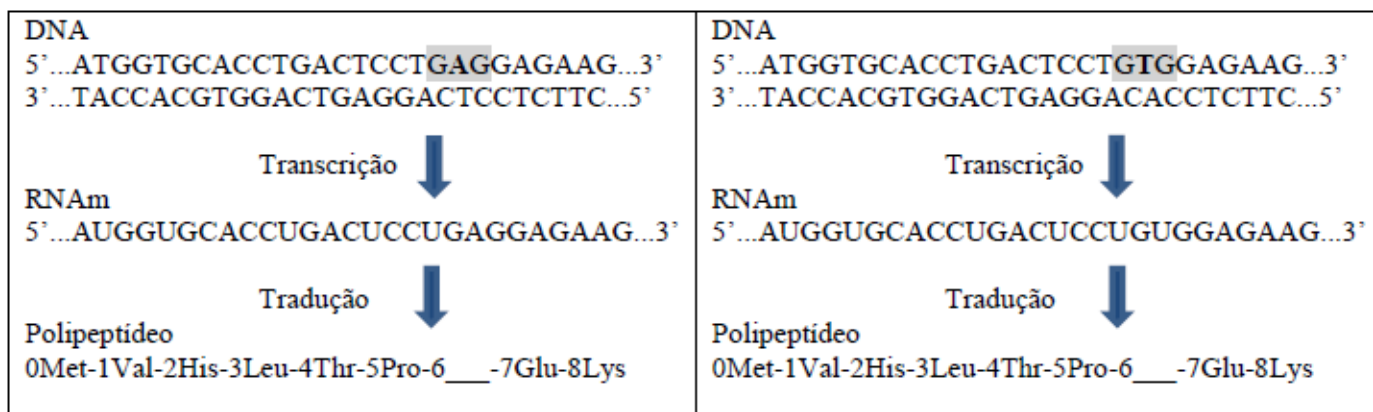 DNA
5’...ATGGTGCACCTGACTCCTGAGGAGAAG...3’
3’...TACCACGTGGACTGAGGACTCCTCTTC...5’
Transcrição
RNAm
5’...AUGGUGCACCUGACUCCUGAGGAGAAG...3’
Tradução
Polipeptídeo
0Met-1Val-2His-3Leu-4Thr-5Pro-6___-7Glu-8Lys
DNA
5’...ATGGTGCACCTGACTCCTGTGGAGAAG...3’
3’...TACCACGTGGACTGAGGACACCTCTTC...5’
Transcrição
RNAm
5’...AUGGUGCACCUGACUCCUGUGGAGAAG...3’
Tradução
Polipeptídeo
0Met-1Val-2His-3Leu-4Thr-5Pro-6___-7Glu-8Lys